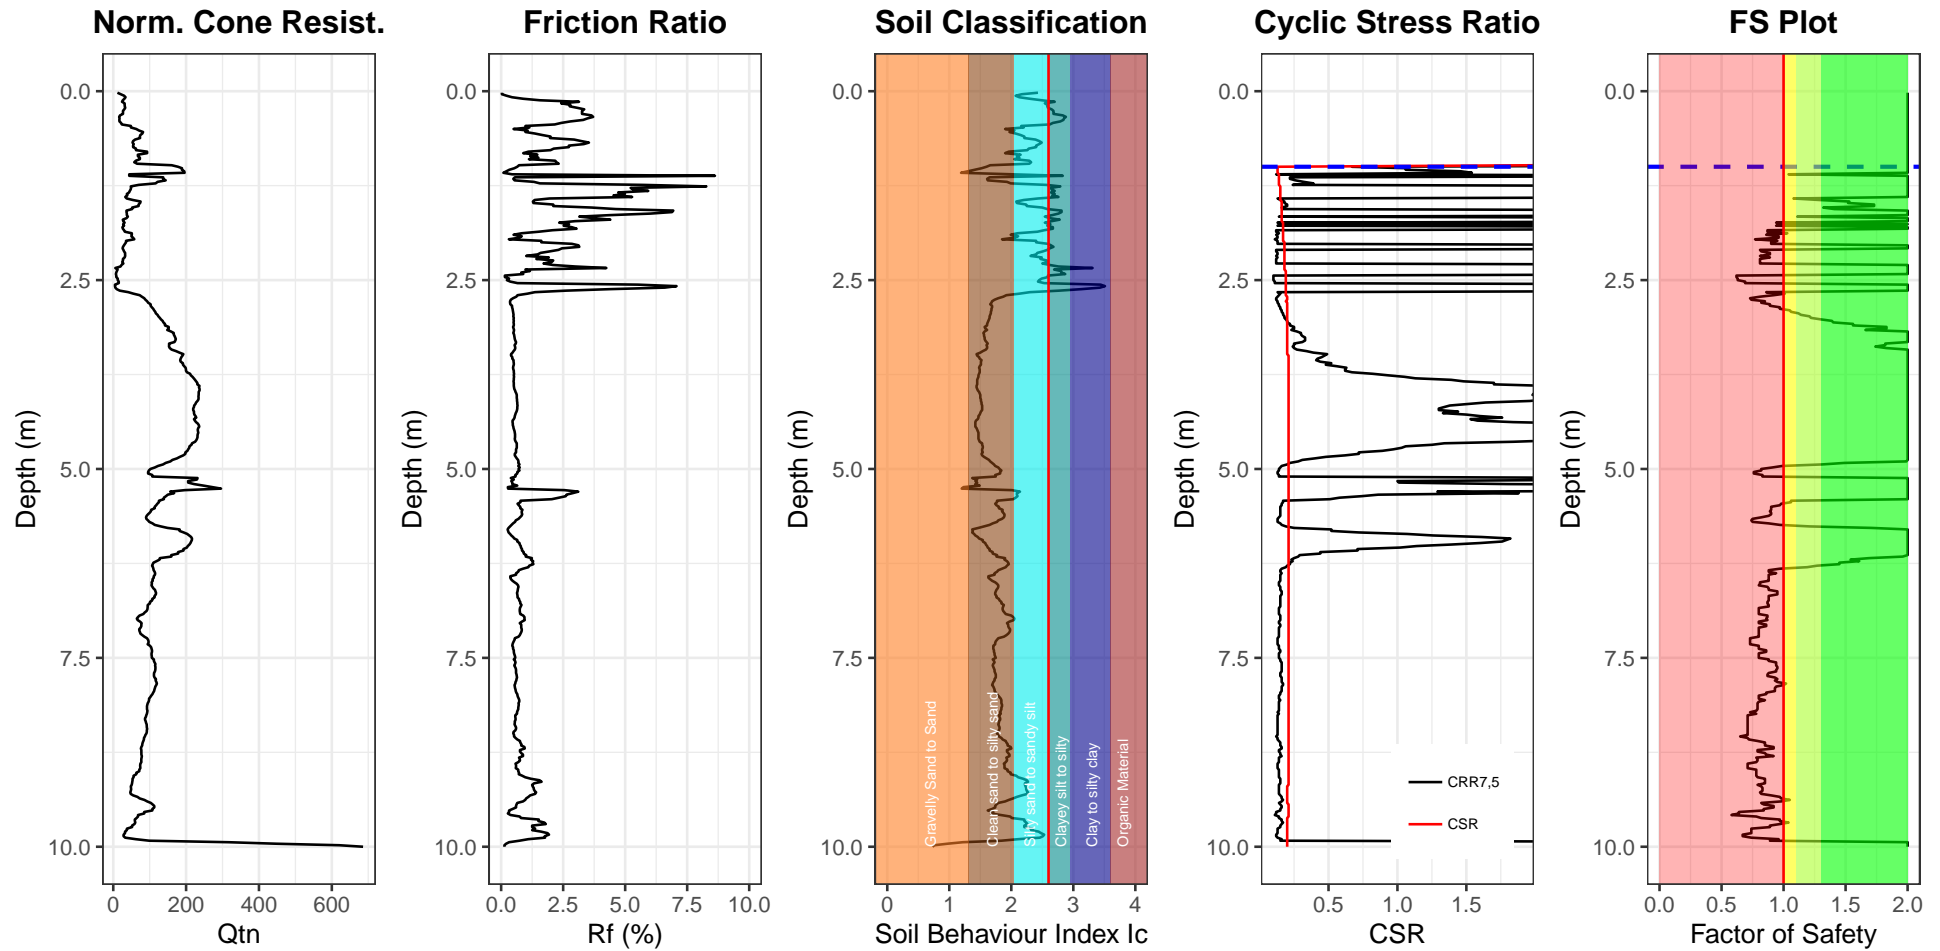 Norm. Cone Resist.
Friction Ratio
Soil Classification
Cyclic Stress Ratio
FS Plot
Depth (m)
0.0
2.5
5.0
7.5
10.0
0
200
400
600
Qtn
Depth (m)
0.0
2.5
5.0
7.5
10.0
0.0
2.5
5.0
7.5
10.0
Rf (%)
Depth (m)
0.0
2.5
5.0
7.5
10.0
Gravelly Sand to Sand
Clean sand to silty sand
Silty sand to sandy silt
Clayey silt to silty
Clay to silty clay
Organic Material
0
1
2
3
4
Soil Behaviour Index Ic
Depth (m)
0.0
2.5
5.0
7.5
10.0
CRR7,5
CSR
0.5
1.0
1.5
CSR
Depth (m)
0.0
2.5
5.0
7.5
10.0
0.0
0.5
1.0
1.5
2.0
Factor of Safety